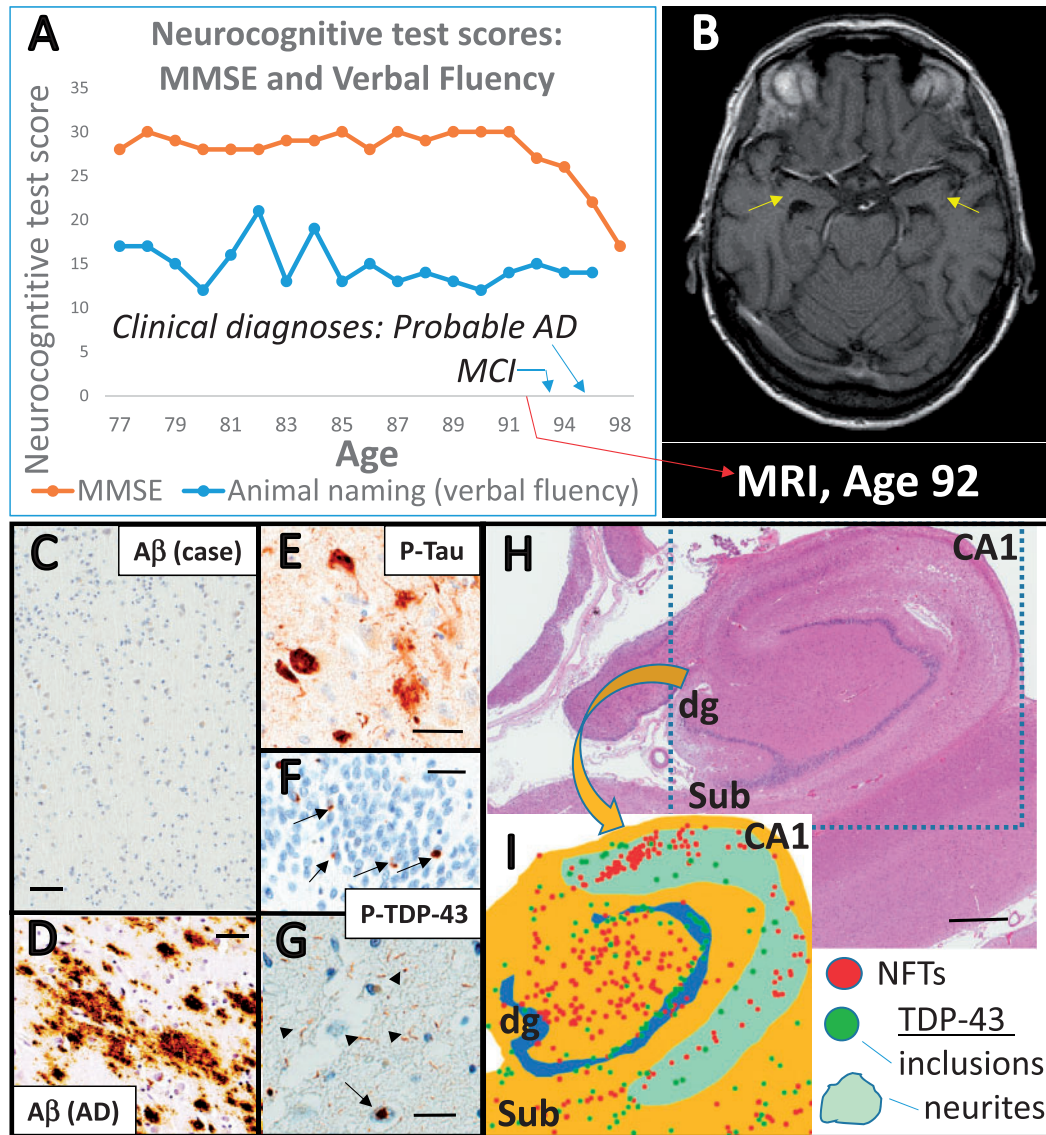 A
Neurocognitive test scores:
MMSE and Verbal Fluency
Neurocogntitive test score
35
30
25
20
15
10
5
0
Clinical diagnoses: Probable AD
MCI
77 79 81 83 85 87 89 91 94 98
Age
MMSE Animal naming (verbal fluency)
B
MRI, Age 92
C
Aβ (case)
D
Aβ (AD)
E
P-Tau
F
P-TDP-43
G
H
CA1
dg
Sub
I
CA1
dg
Sub
NFTs
TDP-43
inclusions
neurites